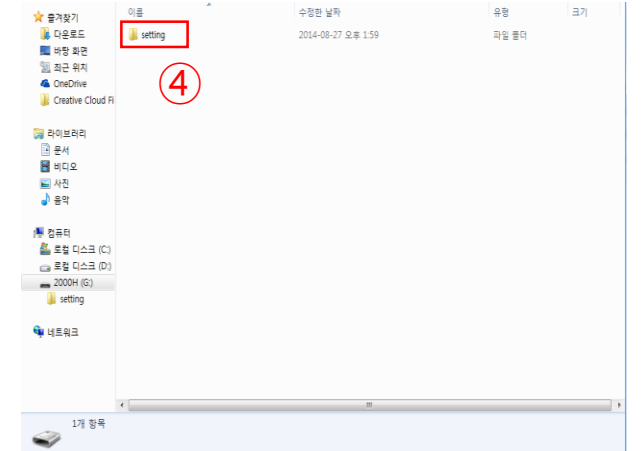 즐겨찾기
다운로드
바탕 화면
최근 위치
OneDrive
Creative Cloud Fi
라이브러리
문서
비디오
사진
음악
컴퓨터
로컬 디스크 (C:)
로컬 디스크 (D:)
2000H (G:)
setting
네트워크
이름 수정한 날짜 유형 크기
setting 2014-08-27 오후 1:59 파일 폴더
④
1개 항목